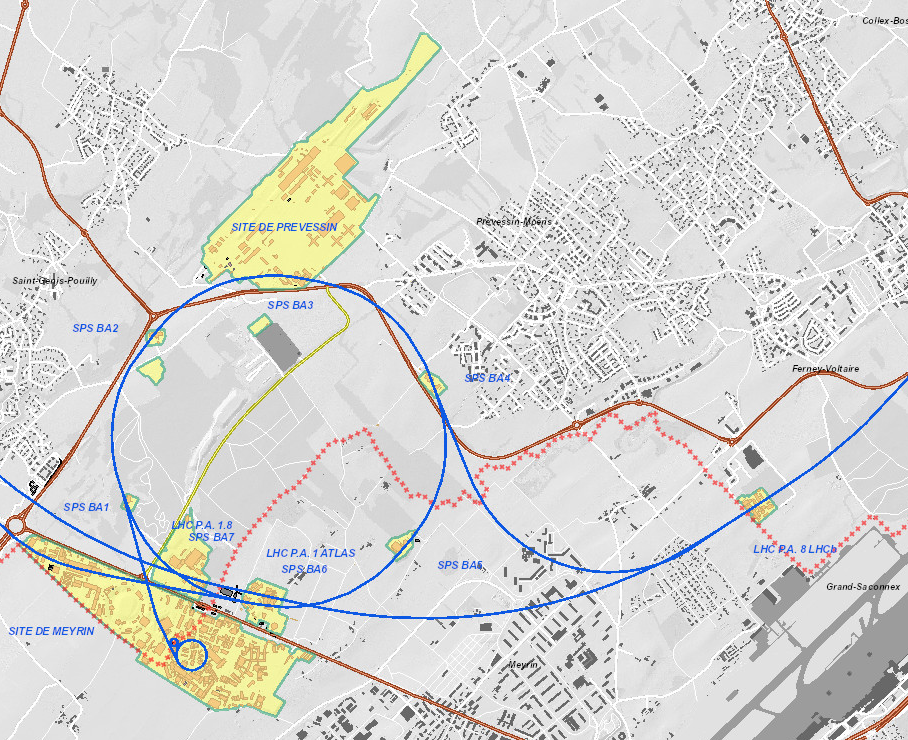 Collex-Bos
SITE DE PREVESSIN
Prévessin-Moëns
Saint-Genis-Pouilly
SPS BA3
SPS BA2
Ferney-Voltaire
SPS BA4
SPS BA1
LHC P.A. 1.8
SPS BA7
LHC P.A. 1 ATLAS
SPS BA6
SPS BA5
LHC P.A. 8 LHCb
Grand-Saconnex
SITE DE MEYRIN
Meyrin